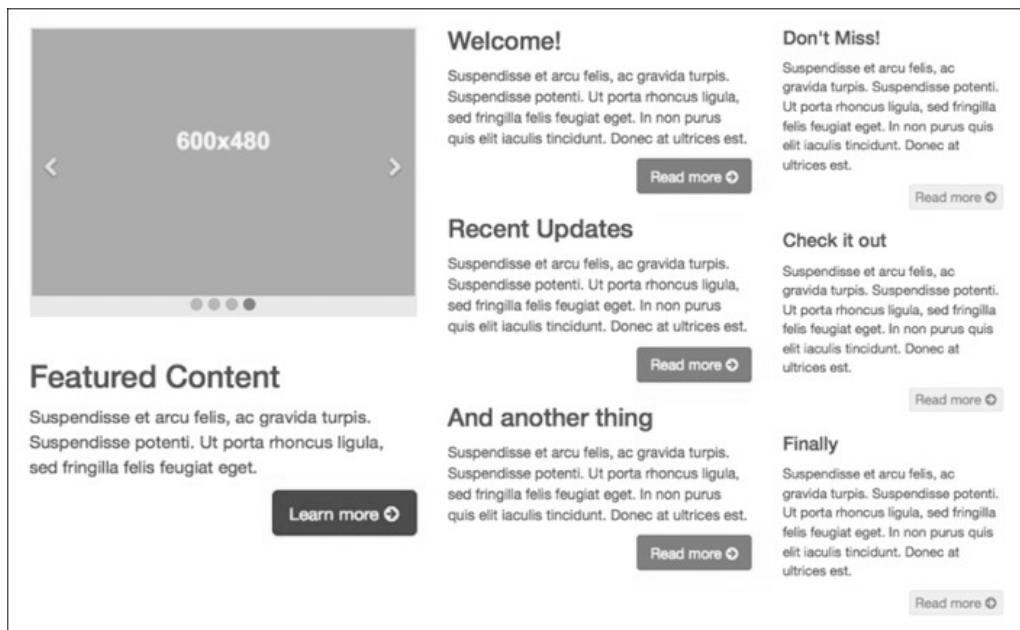 600x480
Featured Content
Suspendisse et arcu felis, ac gravida turpis.
Suspendisse potenti. Ut porta rhoncus ligula,
sed fringilla felis feugiat eget.
Learn more
Welcome!
Suspendisse et arcu felis, ac gravida turpis.
Suspendisse potenti. Ut porta rhoncus ligula,
sed fringilla felis feugiat eget. In non purus
quis elit iaculis tincidunt. Donec at ultrices est.
Read more
Recent Updates
Suspendisse et arcu felis, ac gravida turpis.
Suspendisse potenti. Ut porta rhoncus ligula,
sed fringilla felis feugiat eget. In non purus
quis elit iaculis tincidunt. Donec at ultrices est.
Read more
And another thing
Suspendisse et arcu felis, ac gravida turpis.
Suspendisse potenti. Ut porta rhoncus ligula,
sed fringilla felis feugiat eget. In non purus
quis elit iaculis tincidunt. Donec at ultrices est.
Read more
Don't Miss!
Suspendisse et arcu felis, ac
gravida turpis. Suspendisse potenti.
Ut porta rhoncus ligula, sed fringilla
felis feugiat eget. In non purus quis
elit iaculis tincidunt. Donec at
ultrices est.
Read more
Check it out
Suspendisse et arcu felis, ac
gravida turpis. Suspendisse potenti.
Ut porta rhoncus ligula, sed fringilla
felis feugiat eget. In non purus quis
elit iaculis tincidunt. Donec at
ultrices est.
Read more
Finally
Suspendisse et arcu felis, ac
gravida turpis. Suspendisse potenti.
Ut porta rhoncus ligula, sed fringilla
felis feugiat eget. In non purus quis
elit iaculis tincidunt. Donec at
ultrices est.
Read more